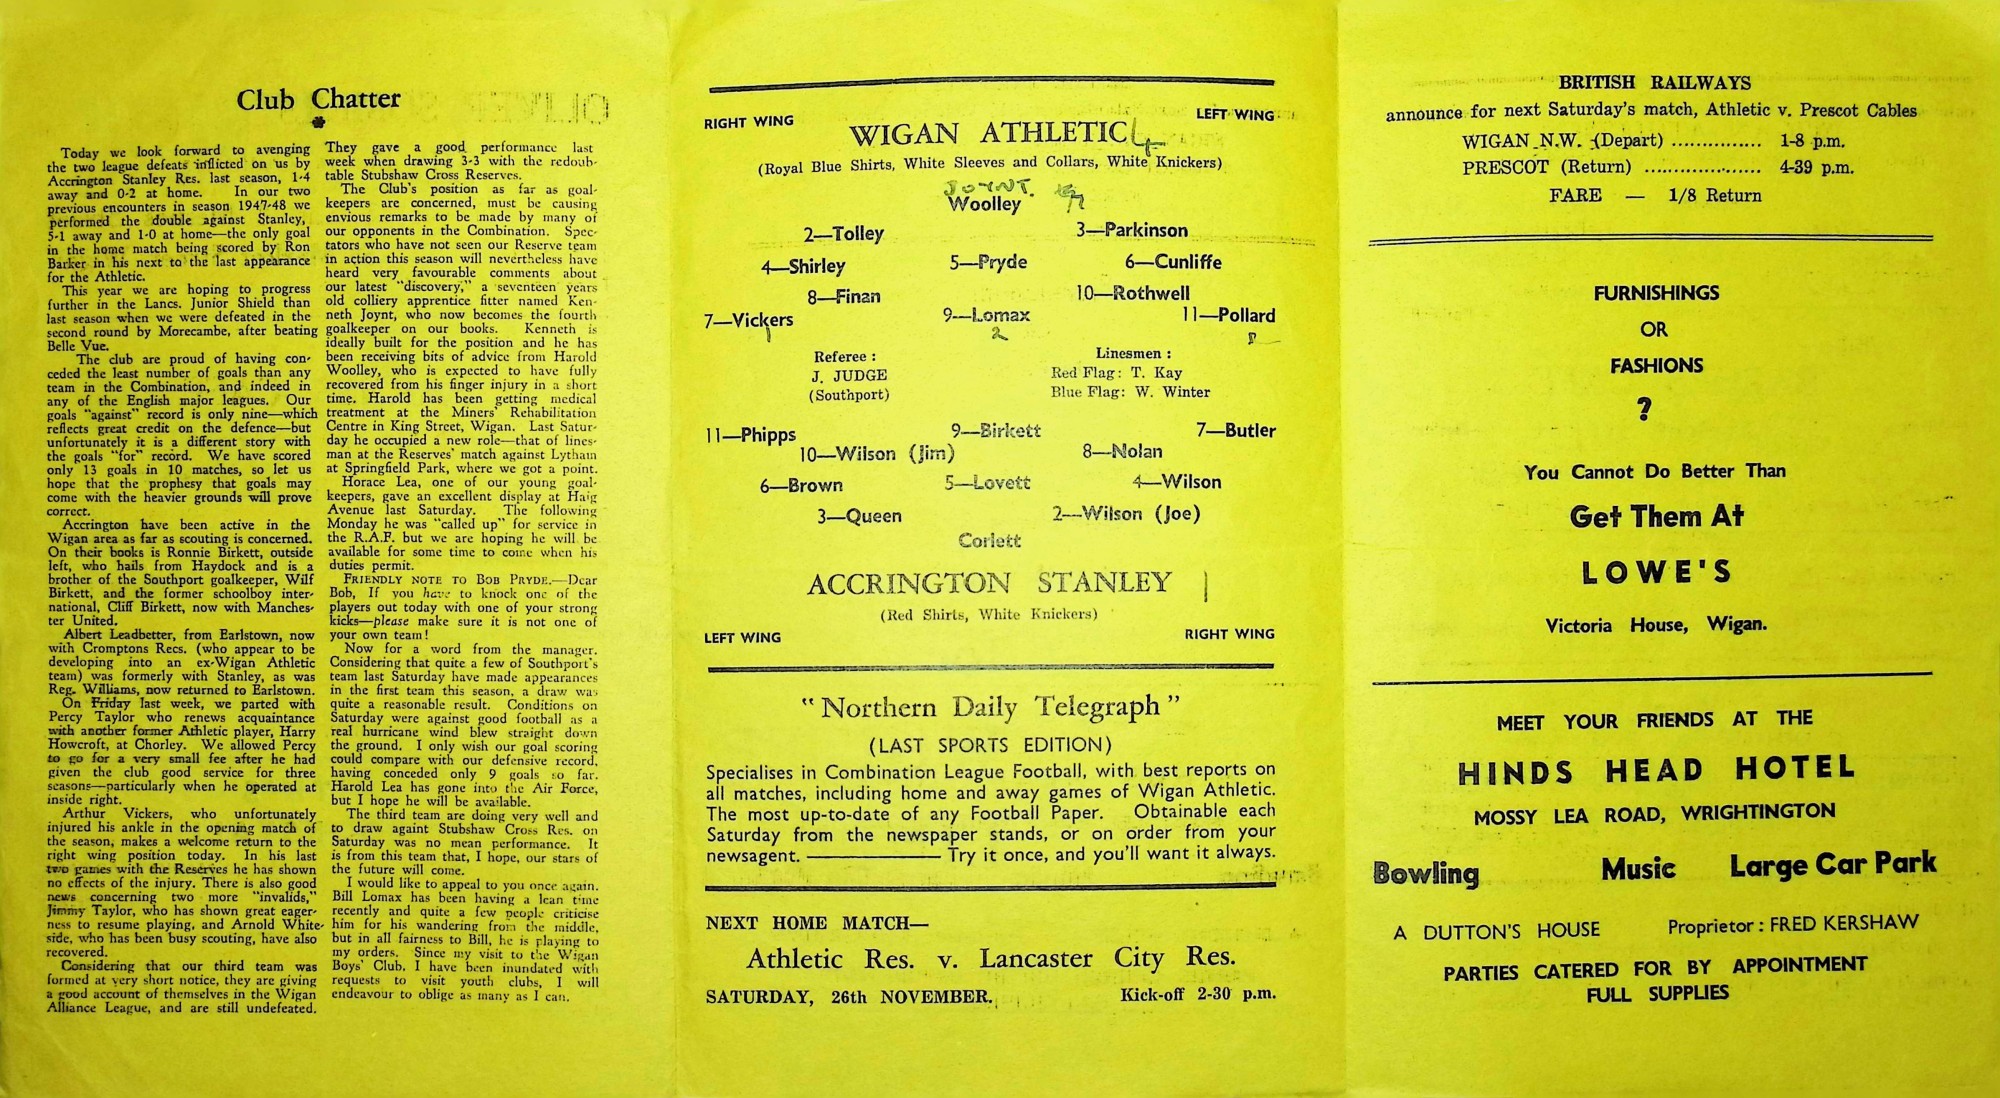 Club Chatter
Today we look forward to avenging
the two league defeats inflicted on us by
Accrington Stanley Res. last season, 1-4
away and 0-2 at home. In our two
previous encounters in season 1947-48 we
performed the double against Stanley,
5-1 away and 1-0 at home—the only goal
in the home match being scored by Ron
Barker in his next to the last appearance
for the Athletic.
This year we are hoping to progress
further in the Lancs. Junior Shield than
last season when we were defeated in the
second round by Morecambe, after beating
Belle Vue.
The club are proud of having con-
ceded the least number of goals than any
team in the Combination, and indeed in
any of the English major leagues. Our
goals "against" record is only nine—which
reflects great credit on the defence—but
unfortunately it is a different story with
the goals "for" record. We have scored
only 13 goals in 10 matches, so let us
hope that the prophesy that goals may
come with the heavier grounds will prove
correct.
Accrington have been active in the
Wigan area as far as scouting is concerned.
On their books is Ronnie Birkett, outside
left, who hails from Haydock and is a
brother of the Southport goalkeeper, Wilf
Birkett, and the former schoolboy inter-
national, Cliff Birkett, now with Manches-
ter United.
Albert Leadbetter, from Earlstown, now
with Cromptons Recs. (who appear to be
developing into an ex-Wigan Athletic
team) was formerly with Stanley, as was
Reg. Williams, now returned to Earlstown.
On Friday last week, we parted with
Percy Taylor who renews acquaintance
with another former Athletic player, Harry
Howcroft, at Chorley. We allowed Percy
to go for a very small fee after he had
given the club good service for three
seasons—particularly when he operated at
inside right.
Arthur Vickers, who unfortunately
injured his ankle in the opening match of
the season, makes a welcome return to the
right wing position today. In his last
two games with the Reserves he has shown
no effects of the injury. There is also good
news concerning two more "invalids,"
Jimmy Taylor, who has shown great eager-
ness to resume playing, and Arnold White-
side, who has been busy scouting, have also
recovered.
Considering that our third team was
formed at very short notice, they are giving
a good account of themselves in the Wigan
Alliance League, and are still undefeated.
They gave a good performance last
week when drawing 3-3 with the redoub-
table Stubshaw Cross Reserves.
The Club's position as far as goal-
keepers are concerned, must be causing
envious remarks to be made by many of
our opponents in the Combination. Spec-
tators who have not seen our Reserve team
in action this season will nevertheless have
heard very favourable comments about
our latest "discovery," a seventeen years
old colliery apprentice fitter named Ken-
neth Joynt, who now becomes the fourth
goalkeeper on our books. Kenneth is
ideally built for the position and he has
been receiving bits of advice from Harold
Woolley, who is expected to have fully
recovered from his finger injury in a short
time. Harold has been getting medical
treatment at the Miners' Rehabilitation
Centre in King Street, Wigan. Last Satur-
day he occupied a new role—that of lines-
man at the Reserves' match against Lytham
at Springfield Park, where we got a point.
Horace Lea, one of our young goal-
keepers, gave an excellent display at Haig
Avenue last Saturday. The following
Monday he was "called up" for service in
the R.A.F. but we are hoping he will be
available for some time to come when his
duties permit.
FRIENDLY NOTE TO BOB PRYDE.—Dear
Bob, If you have to knock one of the
players out today with one of your strong
kicks—please make sure it is not one of
your own team!
Now for a word from the manager.
Considering that quite a few of Southport's
team last Saturday have made appearances
in the first team this season, a draw was
quite a reasonable result. Conditions on
Saturday were against good football as a
real hurricane wind blew straight down
the ground. I only wish our goal scoring
could compare with our defensive record,
having conceded only 9 goals so far.
Harold Lea has gone into the Air Force,
but I hope he will be available.
The third team are doing very well and
to draw againt Stubshaw Cross Res. on
Saturday was no mean performance. It
is from this team that, I hope, our stars of
the future will come.
I would like to appeal to you once again.
Bill Lomax has been having a lean time
recently and quite a few people criticise
him for his wandering from the middle,
but in all fairness to Bill, he is playing to
my orders. Since my visit to the Wigan
Boys' Club, I have been inundated with
requests to visit youth clubs, I will
endeavour to oblige as many as I can.
RIGHT WING LEFT WING
WIGAN ATHLETIC 4
(Royal Blue Shirts, White Sleeves and Collars, White Knickers)
JOYNT.
Woolley
2—Tolley 3—Parkinson
4—Shirley 5—Pryde 6—Cunliffe
8—Finan 10—Rothwell
7—Vickers 9—Lomax 11—Pollard
1 2 P
Referee : Linesmen :
J. JUDGE Red Flag: T. Kay
(Southport) Blue Flag: W. Winter
11—Phipps 9—Birkett 7—Butler
10—Wilson (Jim) 8—Nolan
6—Brown 5—Lovett 4—Wilson
3—Queen 2—Wilson (Joe)
Corlett
ACCRINGTON STANLEY 1
(Red Shirts, White Knickers)
LEFT WING RIGHT WING
"Northern Daily Telegraph"
(LAST SPORTS EDITION)
Specialises in Combination League Football, with best reports on
all matches, including home and away games of Wigan Athletic.
The most up-to-date of any Football Paper. Obtainable each
Saturday from the newspaper stands, or on order from your
newsagent. ———— Try it once, and you'll want it always.
NEXT HOME MATCH—
Athletic Res. v. Lancaster City Res.
SATURDAY, 26th NOVEMBER. Kick-off 2-30 p.m.
BRITISH RAILWAYS
announce for next Saturday's match, Athletic v. Prescot Cables
WIGAN N.W. (Depart) ............... 1-8 p.m.
PRESCOT (Return) .................... 4-39 p.m.
FARE — 1/8 Return
FURNISHINGS
OR
FASHIONS
?
You Cannot Do Better Than
Get Them At
LOWE'S
Victoria House, Wigan.
MEET YOUR FRIENDS AT THE
HINDS HEAD HOTEL
MOSSY LEA ROAD, WRIGHTINGTON
Bowling Music Large Car Park
A DUTTON'S HOUSE Proprietor : FRED KERSHAW
PARTIES CATERED FOR BY APPOINTMENT
FULL SUPPLIES